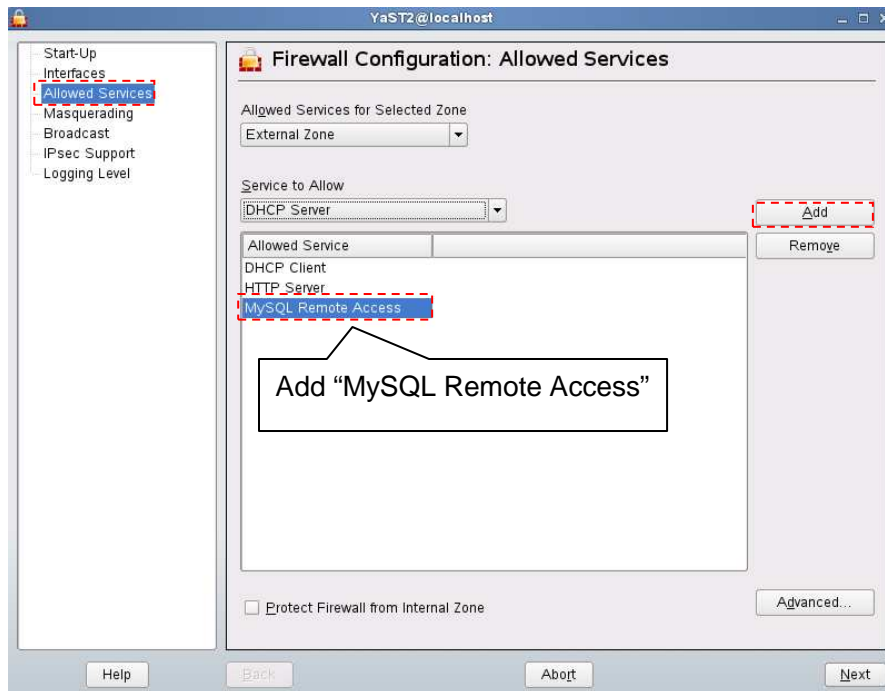 YaST2@localhost
Start-Up
Interfaces
Allowed Services
Masquerading
Broadcast
IPsec Support
Logging Level
Firewall Configuration: Allowed Services
Allowed Services for Selected Zone
External Zone
Service to Allow
DHCP Server
Add
Allowed Service
Remove
DHCP Client
HTTP Server
MySQL Remote Access
Add “MySQL Remote Access”
Protect Firewall from Internal Zone
Advanced...
Help
Back
Abort
Next